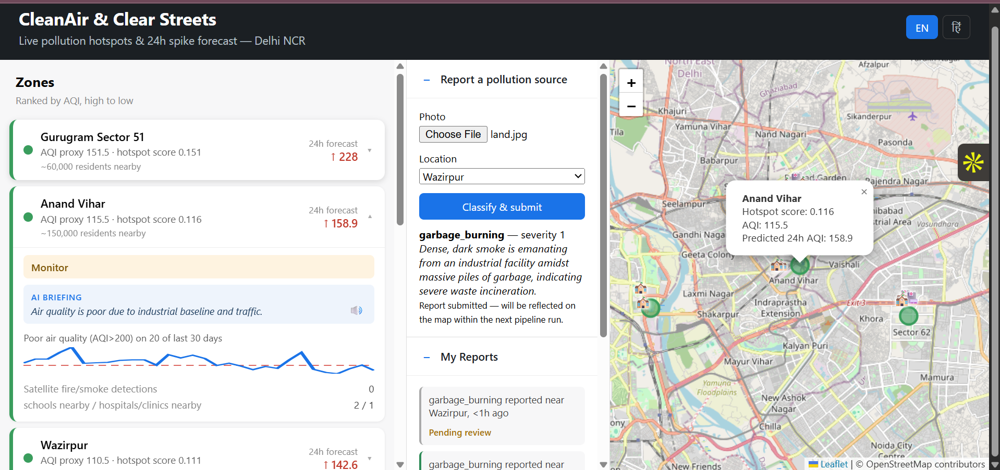 CleanAir & Clear Streets
Live pollution hotspots & 24h spike forecast — Delhi NCR
EN
हिं
Zones
Ranked by AQI, high to low
Gurugram Sector 51
AQI proxy 151.5 · hotspot score 0.151
~60,000 residents nearby
24h forecast
↑ 228
Anand Vihar
AQI proxy 115.5 · hotspot score 0.116
~150,000 residents nearby
24h forecast
↑ 158.9
Monitor
AI BRIEFING
Air quality is poor due to industrial baseline and traffic.
Poor air quality (AQI>200) on 20 of last 30 days
Satellite fire/smoke detections 0
schools nearby / hospitals/clinics nearby 2 / 1
Wazirpur
AQI proxy 110.5 · hotspot score 0.111
24h forecast
↑ 142.6
− Report a pollution source
Photo
Choose File land.jpg
Location
Wazirpur
Classify & submit
garbage_burning — severity 1
Dense, dark smoke is emanating
from an industrial facility amidst
massive piles of garbage, indicating
severe waste incineration.
Report submitted — will be reflected on
the map within the next pipeline run.
− My Reports
garbage_burning reported near
Wazirpur, <1h ago
Pending review
garbage_burning reported near
+
−
North East
Delhi
Afzalpur
Ghaziabad
Khajuri
Sikanderpur
Yamuna Vihar
Tila
Nand Nagari
Pasonda
Babarpur
Garden
Rajendra Nagar
Seelampur
Anand Vihar
Hotspot score: 0.116
AQI: 115.5
Predicted 24h AQI: 158.9
×
Vasundhara
Gandhi Naga
Geeta Colony
Vaishali
Anand Vihar
Laxmi Nagar
Indraprastha
Extension
Exit 3
Shakarpur
Khora
Sector 62
Kalyan Puri
Mayur Vihar
Yamuna
Floodplains
Mamura
New Ashok
Nagar
Chilla
ony
Noida City
Centre
New Friends
Leaflet | © OpenStreetMap contributors